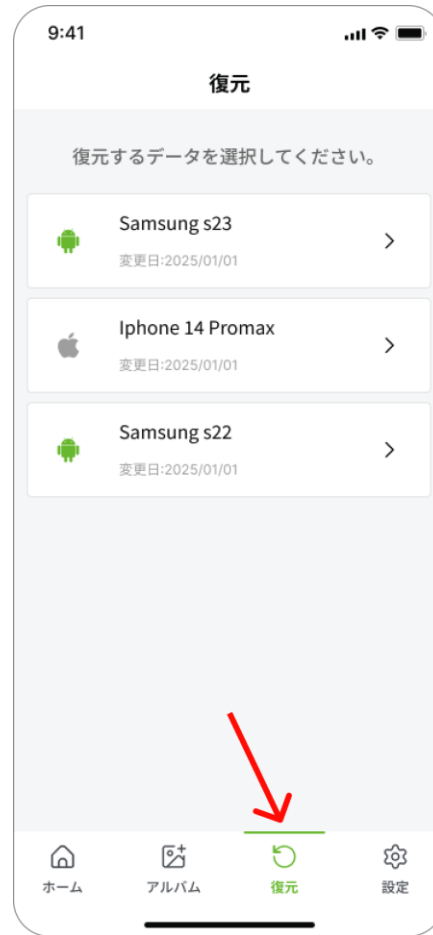 9:41
復元
復元するデータを選択してください。
Samsung s23
変更日:2025/01/01
Iphone 14 Promax
変更日:2025/01/01
Samsung s22
変更日:2025/01/01
ホーム
アルバム
復元
設定